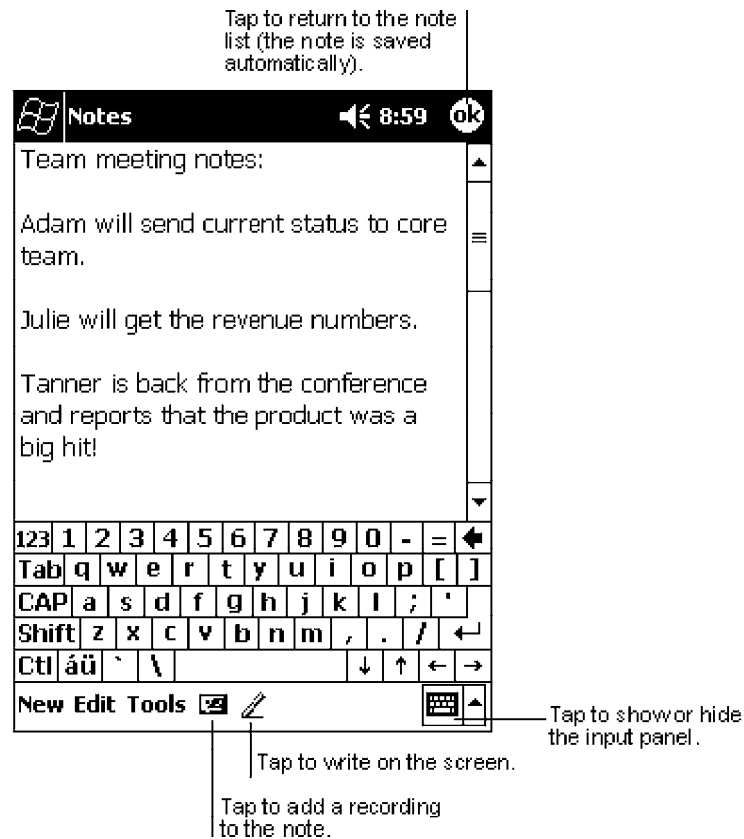 Tap to return to the note
list (the note is saved
automatically).
Notes 8:59 ok
Team meeting notes:
Adam will send current status to core
team.
Julie will get the revenue numbers.
Tanner is back from the conference
and reports that the product was a
big hit!
123 1 2 3 4 5 6 7 8 9 0 - =
Tab q w e r t y u i o p [ ]
CAP a s d f g h j k l ; '
Shift z x c v b n m , . /
Ctl áü ` \ ↓ ↑ ← →
New Edit Tools
Tap to show or hide
the input panel.
Tap to write on the screen.
Tap to add a recording
to the note.